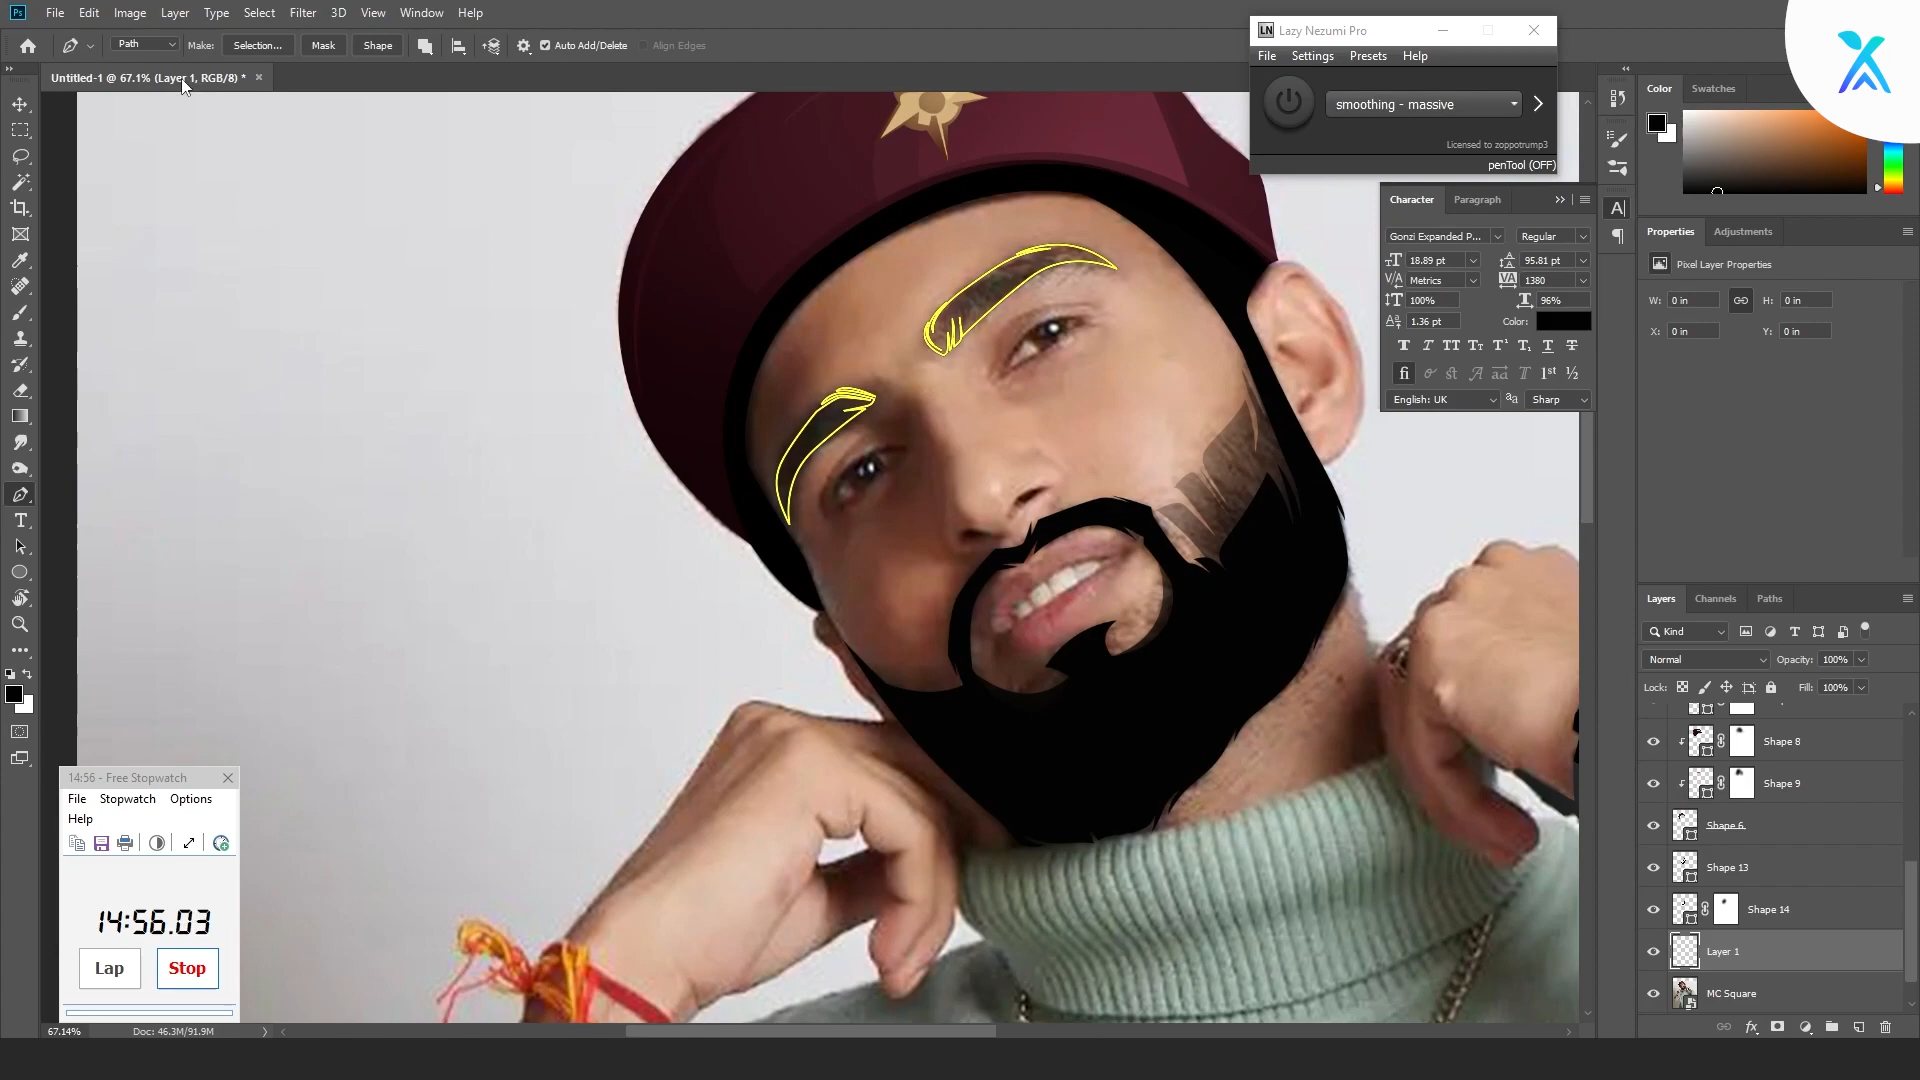 Ps File Edit Image Layer Type Select Filter 3D View Window Help
Path Make: Selection... Mask Shape Auto Add/Delete Align Edges
Untitled-1 @ 67.1% (Layer 1, RGB/8) *
LN Lazy Nezumi Pro
File Settings Presets Help
smoothing - massive
Licensed to zoppotrump3
penTool (OFF)
Character Paragraph
Gonzi Expanded P... Regular
18.89 pt 95.81 pt
Metrics 1380
100% 96%
1.36 pt Color:
English: UK Sharp
Color Swatches
Properties Adjustments
Pixel Layer Properties
W: 0 in H: 0 in
X: 0 in Y: 0 in
Layers Channels Paths
Kind
Normal Opacity: 100%
Lock: Fill: 100%
Shape 8
Shape 9
Shape 6
Shape 13
Shape 14
Layer 1
MC Square
14:56 - Free Stopwatch
File Stopwatch Options
Help
14:56.03
Lap Stop
67.14% Doc: 46.3M/91.9M